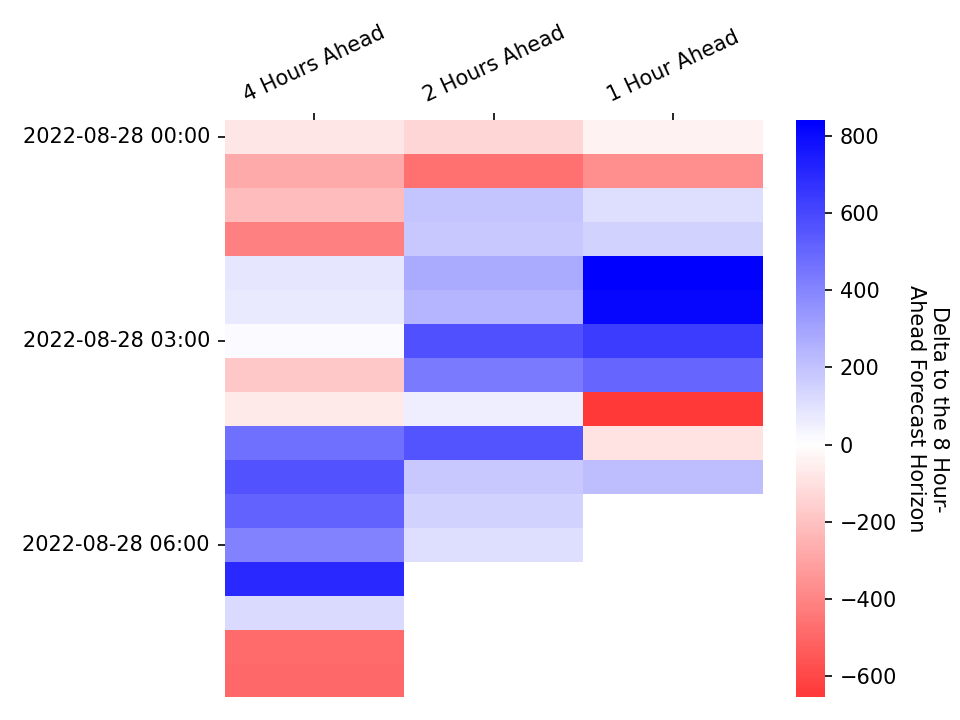 4 Hours Ahead
2 Hours Ahead
1 Hour Ahead
2022-08-28 00:00
2022-08-28 03:00
2022-08-28 06:00
800
600
400
200
0
−200
−400
−600
Delta to the 8 Hour-
Ahead Forecast Horizon